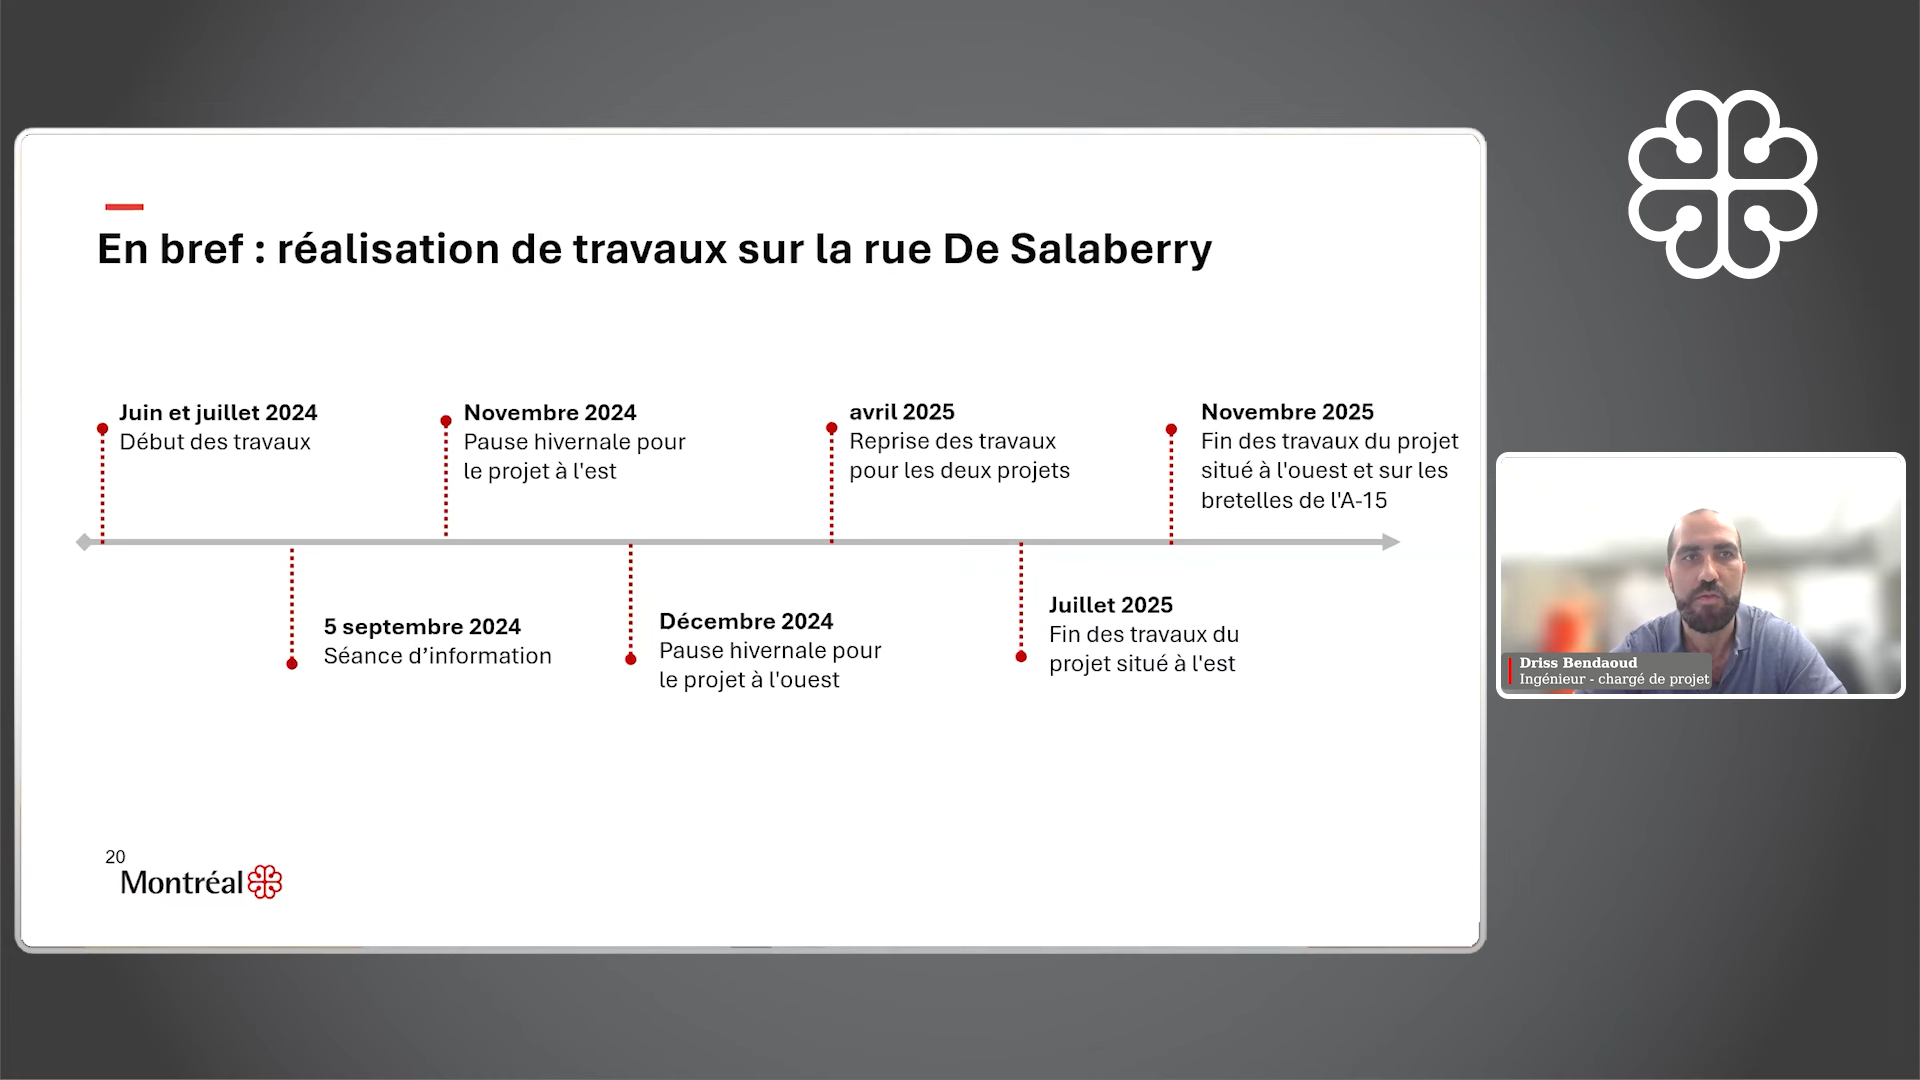 En bref : réalisation de travaux sur la rue De Salaberry
Juin et juillet 2024
Début des travaux
5 septembre 2024
Séance d’information
Novembre 2024
Pause hivernale pour
le projet à l'est
Décembre 2024
Pause hivernale pour
le projet à l'ouest
avril 2025
Reprise des travaux
pour les deux projets
Juillet 2025
Fin des travaux du
projet situé à l'est
Novembre 2025
Fin des travaux du projet
situé à l'ouest et sur les
bretelles de l'A-15
20
Montréal
Driss Bendaoud
Ingénieur - chargé de projet